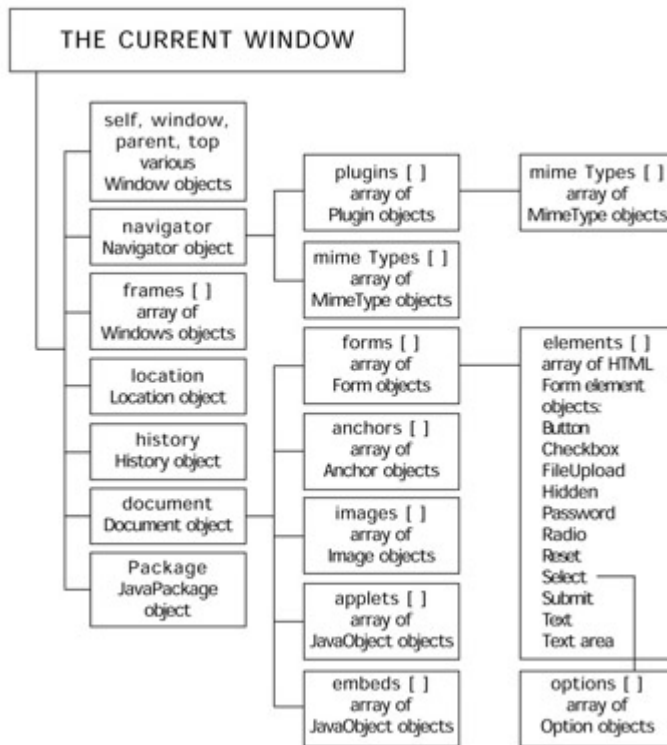 THE CURRENT WINDOW
self, window,
parent, top
various
Window objects
navigator
Navigator object
frames [ ]
array of
Windows objects
location
Location object
history
History object
document
Document object
Package
JavaPackage
object
plugins [ ]
array of
Plugin objects
mime Types [ ]
array of
MimeType objects
forms [ ]
array of
Form objects
anchors [ ]
array of
Anchor objects
images [ ]
array of
Image objects
applets [ ]
array of
JavaObject objects
embeds [ ]
array of
JavaObject objects
mime Types [ ]
array of
MimeType objects
elements [ ]
array of HTML
Form element
objects:
Button
Checkbox
FileUpload
Hidden
Password
Radio
Reset
Select
Submit
Text
Text area
options [ ]
array of
Option objects